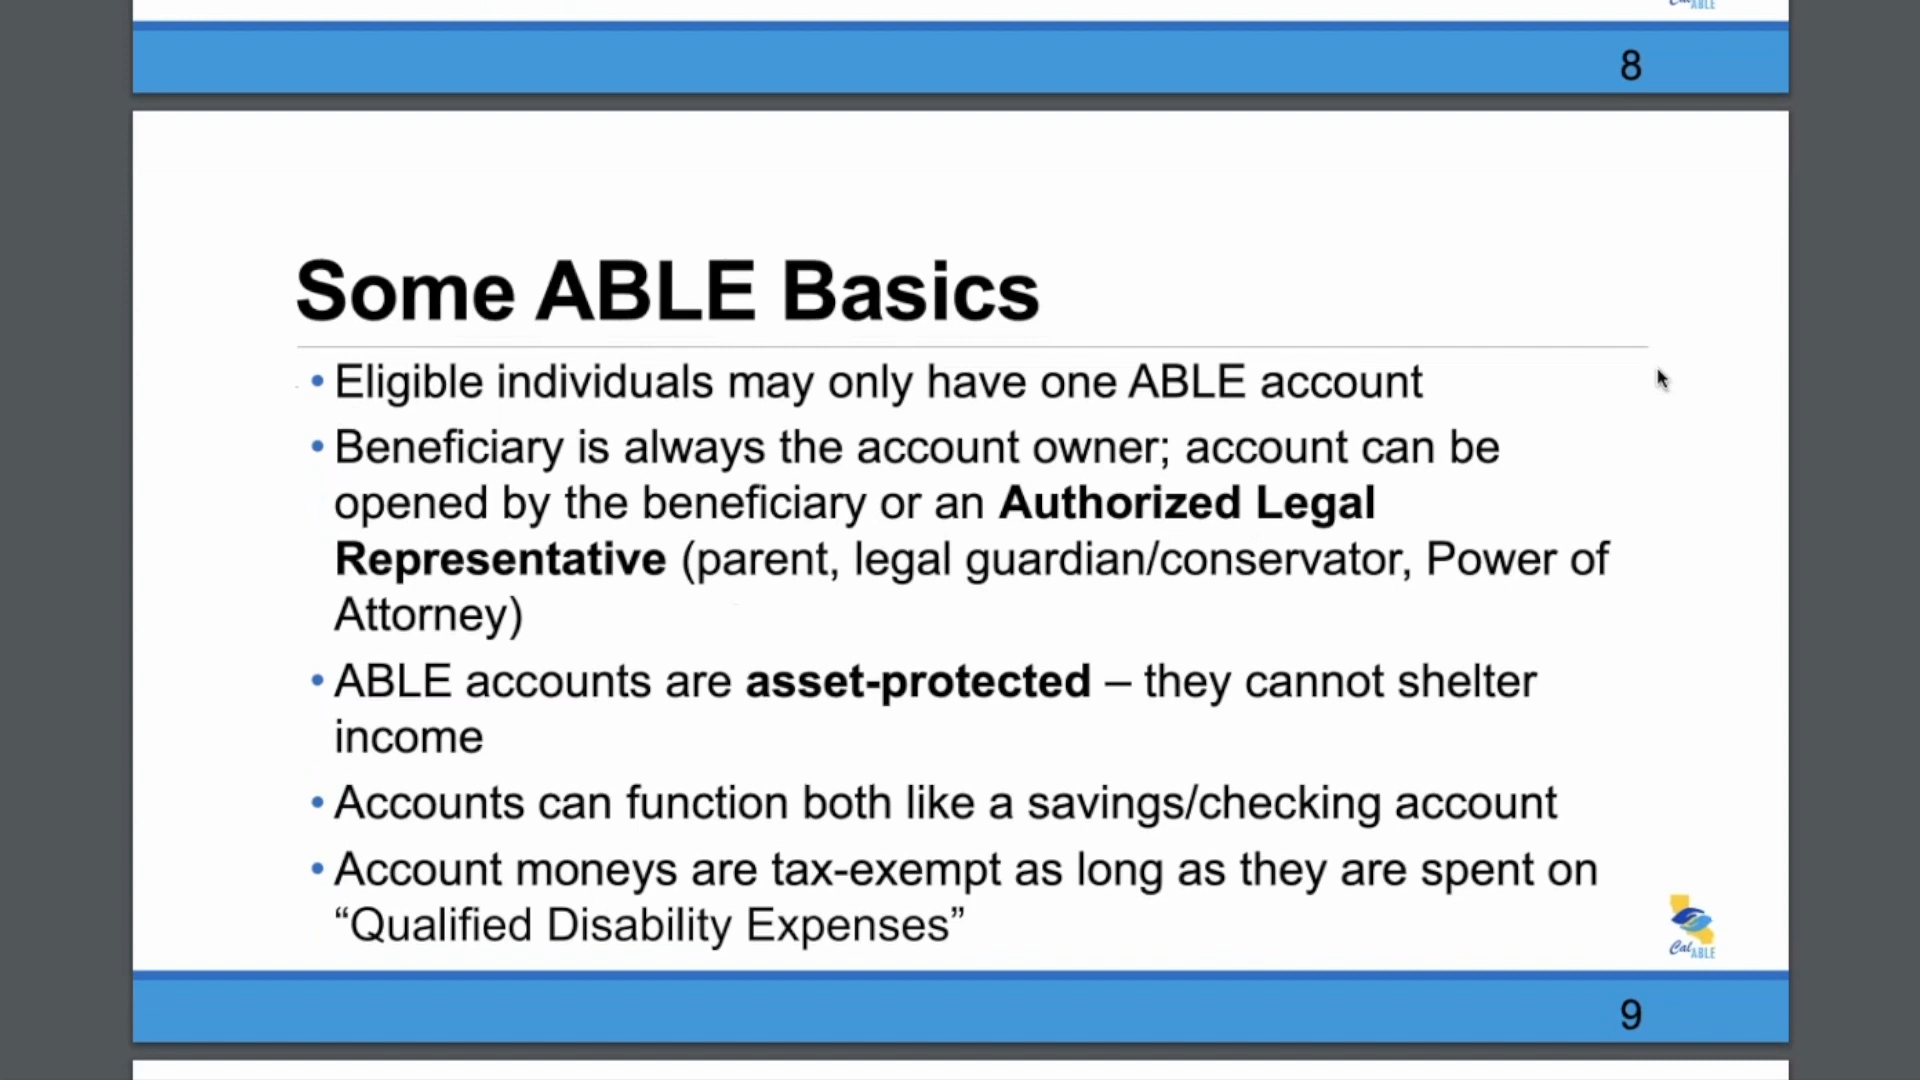 Cal ABLE
8
Some ABLE Basics
• Eligible individuals may only have one ABLE account
• Beneficiary is always the account owner; account can be
opened by the beneficiary or an Authorized Legal
Representative (parent, legal guardian/conservator, Power of
Attorney)
• ABLE accounts are asset-protected – they cannot shelter
income
• Accounts can function both like a savings/checking account
• Account moneys are tax-exempt as long as they are spent on
“Qualified Disability Expenses”
Cal ABLE
9